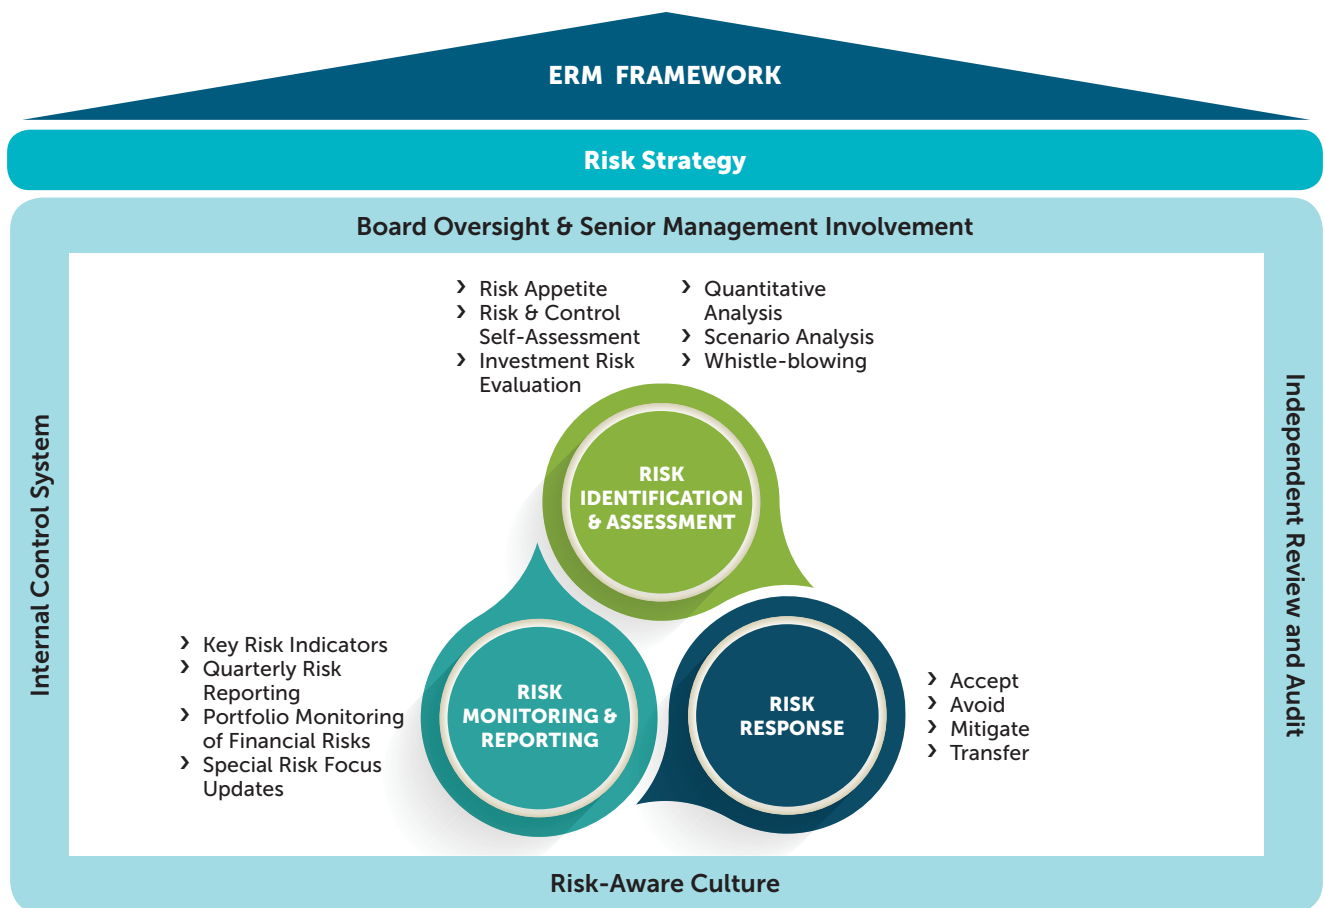 ERM FRAMEWORK
Risk Strategy
Board Oversight & Senior Management Involvement
Internal Control System
› Risk Appetite
› Risk & Control
Self-Assessment
› Investment Risk
Evaluation
› Quantitative
Analysis
› Scenario Analysis
› Whistle-blowing
RISK
IDENTIFICATION
& ASSESSMENT
› Key Risk Indicators
› Quarterly Risk
Reporting
› Portfolio Monitoring
of Financial Risks
› Special Risk Focus
Updates
RISK
MONITORING &
REPORTING
RISK
RESPONSE
› Accept
› Avoid
› Mitigate
› Transfer
Independent Review and Audit
Risk-Aware Culture